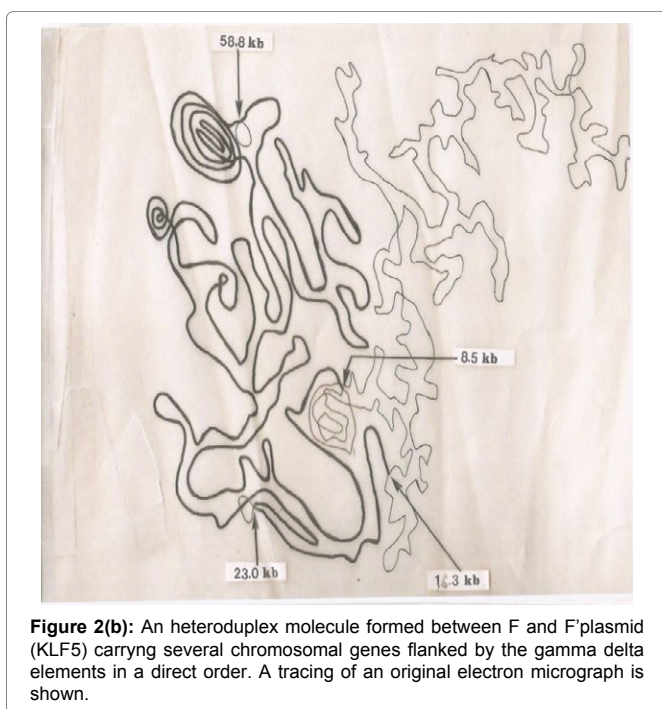 58.8 kb
8.5 kb
23.0 kb
16.3 kb
Figure 2(b): An heteroduplex molecule formed between F and F'plasmid
(KLF5) carryng several chromosomal genes flanked by the gamma delta
elements in a direct order. A tracing of an original electron micrograph is
shown.